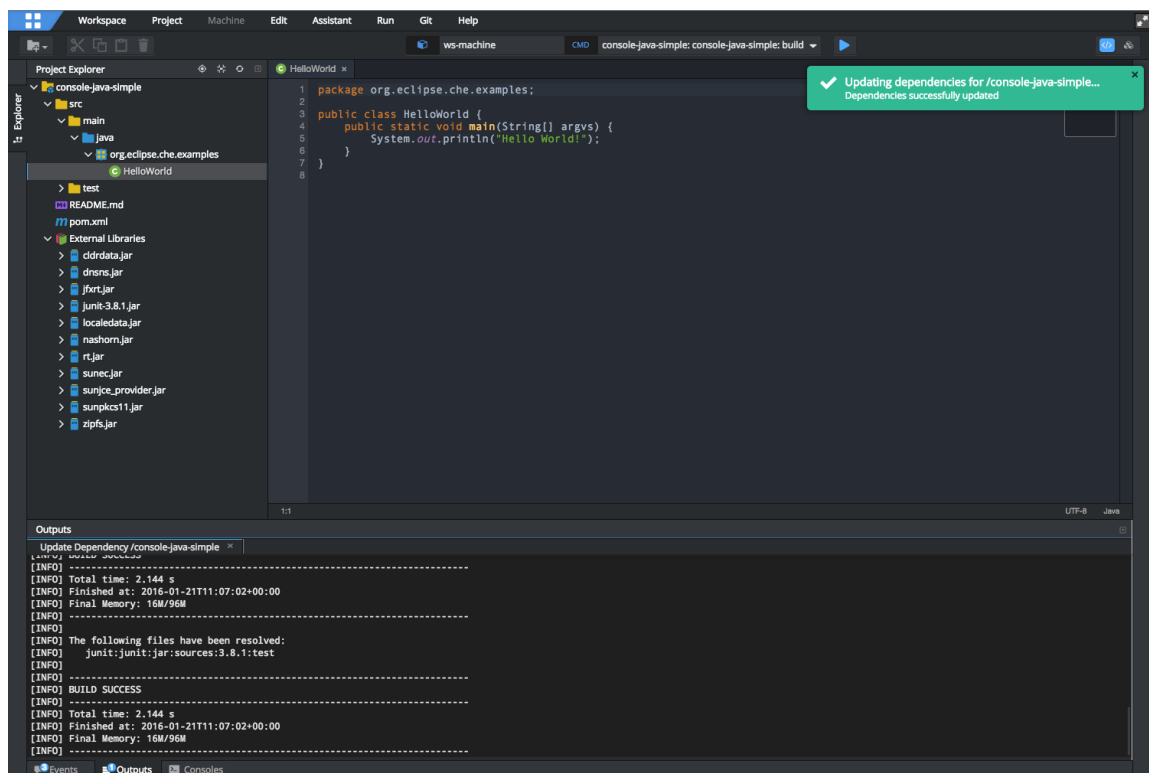 Workspace Project Machine Edit Assistant Run Git Help
ws-machine CMD console-java-simple: console-java-simple: build
Project Explorer
HelloWorld ×
Updating dependencies for /console-java-simple...
Dependencies successfully updated
Explorer
console-java-simple
src
main
java
org.eclipse.che.examples
HelloWorld
test
README.md
pom.xml
External Libraries
cldrdata.jar
dnsns.jar
jfxrt.jar
junit-3.8.1.jar
localedata.jar
nashorn.jar
rt.jar
sunec.jar
sunjce_provider.jar
sunpkcs11.jar
zipfs.jar
1 package org.eclipse.che.examples;
2
3 public class HelloWorld {
4 public static void main(String[] argvs) {
5 System.out.println("Hello World!");
6 }
7 }
8
1:1 UTF-8 Java
Outputs
Update Dependency /console-java-simple ×
[INFO] BUILD SUCCESS
[INFO] ------------------------------------------------------------------------
[INFO] Total time: 2.144 s
[INFO] Finished at: 2016-01-21T11:07:02+00:00
[INFO] Final Memory: 16M/96M
[INFO] ------------------------------------------------------------------------
[INFO]
[INFO] The following files have been resolved:
[INFO] junit:junit:jar:sources:3.8.1:test
[INFO]
[INFO] ------------------------------------------------------------------------
[INFO] BUILD SUCCESS
[INFO] ------------------------------------------------------------------------
[INFO] Total time: 2.144 s
[INFO] Finished at: 2016-01-21T11:07:02+00:00
[INFO] Final Memory: 16M/96M
[INFO] ------------------------------------------------------------------------
3 Events 1 Outputs Consoles